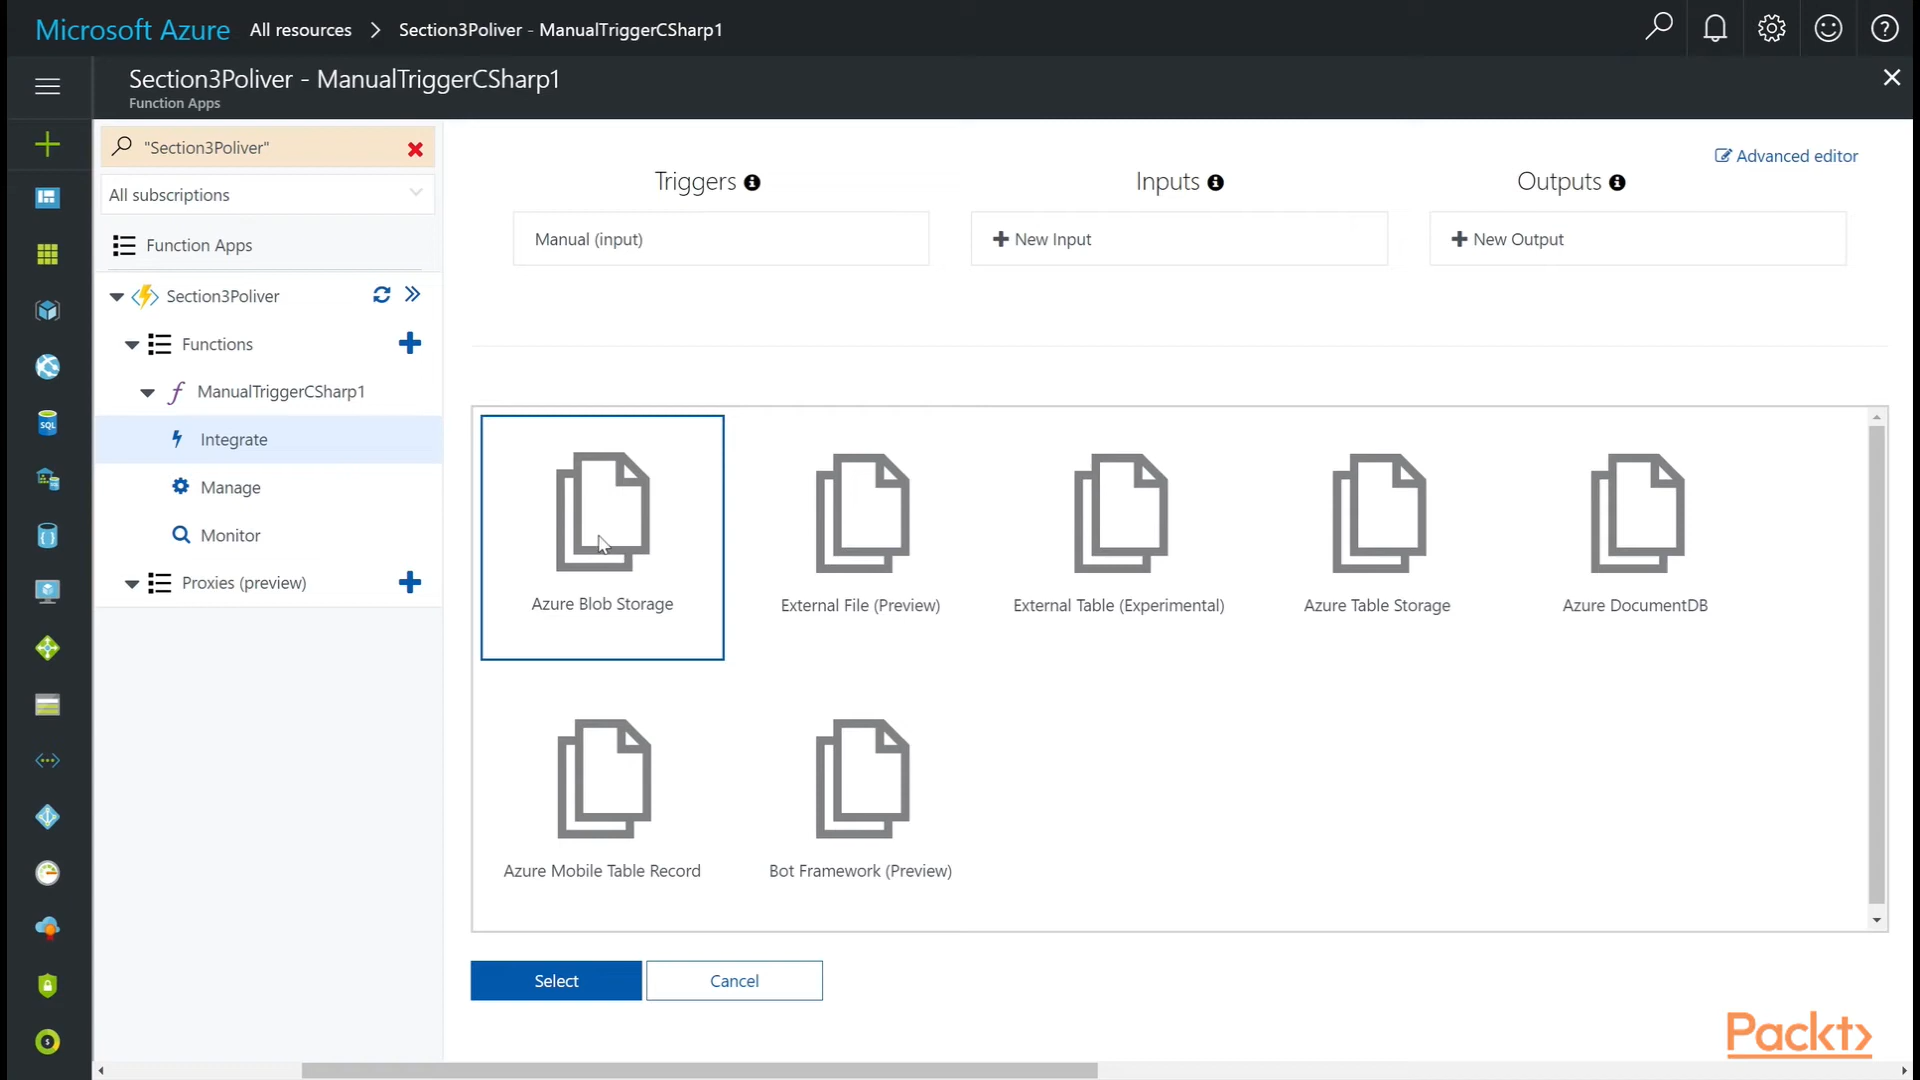 Microsoft Azure All resources > Section3Poliver - ManualTriggerCSharp1
Section3Poliver - ManualTriggerCSharp1
Function Apps
"Section3Poliver"
All subscriptions
Function Apps
Section3Poliver
Functions
ManualTriggerCSharp1
Integrate
Manage
Monitor
Proxies (preview)
Advanced editor
Triggers
Inputs
Outputs
Manual (input)
New Input
New Output
Azure Blob Storage
External File (Preview)
External Table (Experimental)
Azure Table Storage
Azure DocumentDB
Azure Mobile Table Record
Bot Framework (Preview)
Select
Cancel
SQL
Packt>